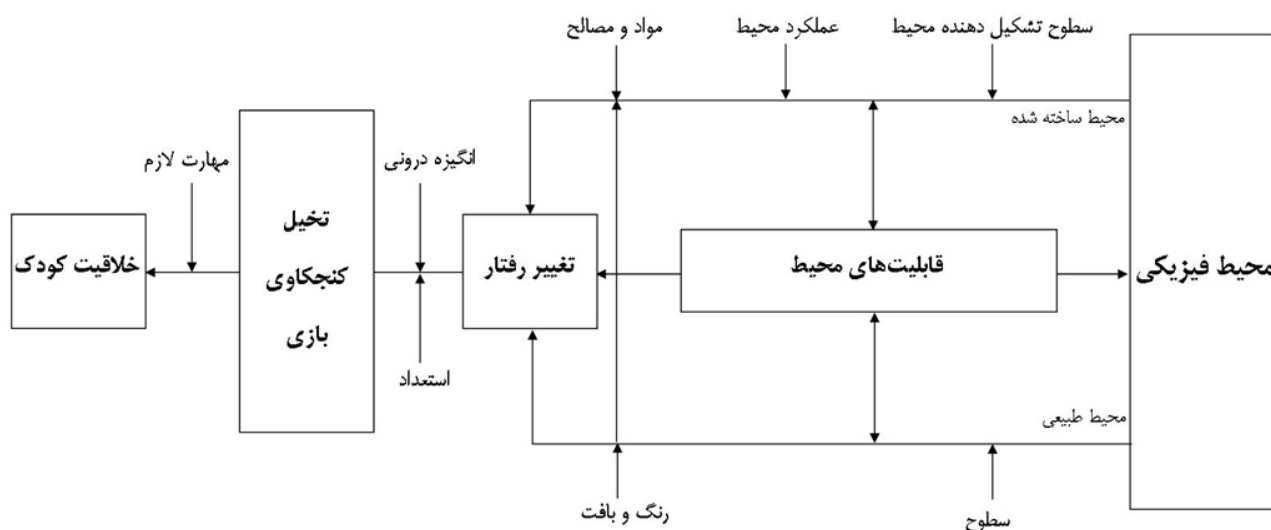 سطوح تشکیل دهنده محیط
عملکرد محیط
مواد و مصالح
محیط ساخته شده
محیط فیزیکی
قابلیت‌های محیط
تغییر رفتار
انگیزه درونی
استعداد
تخیل
کنجکاوی
بازی
مهارت لازم
خلاقیت کودک
محیط طبیعی
سطوح
رنگ و بافت